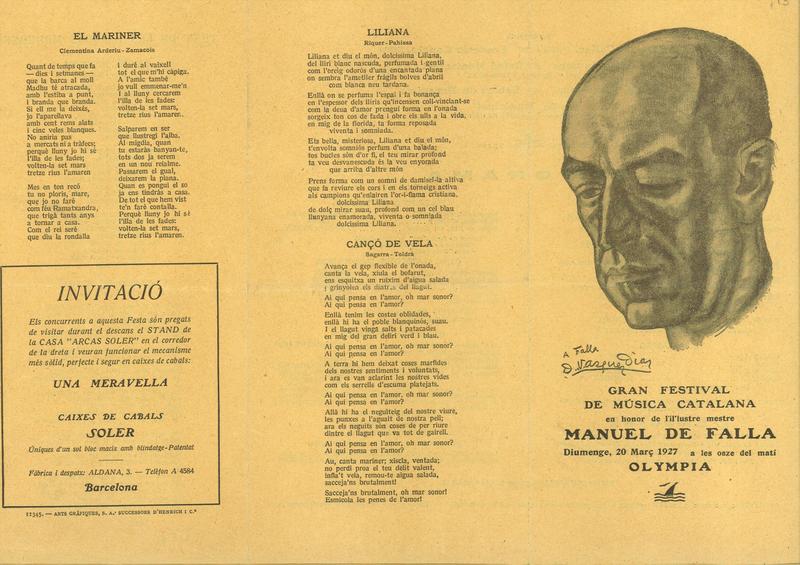 EL MARINER
Clementina Arderiu - Zamacois
Quant de temps que fa
— dies i setmanes —
que la barca al moll
Madhu té atracada,
amb l'estiba a punt,
i branda que branda.
Si ell me la deixés,
jo l'aparellava
amb cent rems alats
i cinc veles blanques.
No aniria pas
a mercats ni a tràfecs;
perquè lluny jo hi sé
l'illa de les fades;
volten-la set mars
tretze rius l'amaren
Mes en ton recó
tu no ploris, mare,
que jo no faré
com féu Ramatxandra,
que trigà tants anys
a tornar a casa.
Com el rei seré
que diu la rondalla
i duré al vaixell
tot el que m'hi càpiga.
A l'amic també
jo vull emmenar-me'n
i al lluny cercarem
l'illa de les fades:
volten-la set mars,
tretze rius l'amaren.
Salparem en ser
que llustregi l'alba.
Al migdia, quan
tu estaràs banyan-te,
tots dos ja serem
en un nou reialme.
Passarem el gual,
deixarem la plana.
Quan es pongui el so
ja ens tindràs a casa.
De tot el que hem vist
te'n faré contalla.
Perquè lluny jo hi sé
l'illa de les fades:
volten-la set mars,
tretze rius l'amaren.
INVITACIÓ
Els concurrents a aquesta Festa són pregats
de visitar durant el descans el STAND de
la CASA "ARCAS SOLER" en el corredor
de la dreta i veuran funcionar el mecanisme
més sòlid, perfecte i segur en caixes de cabals:
UNA MERAVELLA
CAIXES DE CABALS
SOLER
Úniques d'un sol bloc macís amb blindatge-Patentat
Fàbrica i despatx: ALDANA, 3. — Telèfon A 4584
Barcelona
12345. — ARTS GRÀFIQUES, S. A.ª SUCCESSORS D'HENRICH I C.ª
LILIANA
Riquer - Pahissa
Liliana et diu el món, dolcíssima Liliana,
del lliri blanc nascuda, perfumada i gentil
com l'oreig odorós d'una encantada plana
on sembra l'ametller fràgils bolves d'abril
com blanca neu tardana.
Enllà on se perfuma l'espai i fa bonança
en l'espessor dels lliris qu'incensen coll-vinclant-se
com la deua d'amor prengui forma en l'onada
sorgeix ton cos de fada i obre els ulls a la vida,
en mig de la florida, ta forma reposada
viventa i somniada.
Ets bella, misteriosa, Liliana et diu el món,
t'envolta somniós perfum d'una balada;
tos bucles són d'or fi, el teu mirar profond
ta veu desvanescuda és la veu enyorada
que arriba d'altre món
Prens forma com un somni de damisel-la altiva
que fa reviure els cors i en els torneigs activa
als campions qu'eslairen l'or-i-flama cristiana,
dolcíssima Liliana.
de dolç mirar suau, profond com un cel blau
llunyana enamorada, viventa o somniada
dolcíssima Liliana.
CANÇÓ DE VELA
Sagarra - Toldrà
Avança el gep flexible de l'onada,
canta la vela, xiula el bofarut,
ens esquitxa un ruixim d'aigua salada
i grinyolen els
Ai qui pensa en l'amor, oh mar sonor?
Ai qui pensa en l'amor?
Enllà tenim les costes oblidades,
enllà hi ha el poble blanquinós, suau.
I el llagut vinga salts i patacades
en mig del gran deliri verd i blau.
Ai qui pensa en l'amor, oh mar sonor?
Ai qui pensa en l'amor?
A terra hi hem deixat coses marfides
dels nostres sentiments i voluntats,
i ara es van aclarint les nostres vides
com els serrells d'escuma platejats.
Ai qui pensa en l'amor, oh mar sonor?
Ai qui pensa en l'amor?
Allà hi ha el neguiteig del nostre viure,
les punxes a l'aguait de nostra pell;
ara els neguits són coses de per riure
dintre el llagut que va tot de gairell.
Ai qui pensa en l'amor, oh mar sonor?
Ai qui pensa en l'amor?
Au, canta mariner; xiscla, ventada;
no perdi proa el teu delit valent,
infla't vela, remou-te aigua salada,
sacceja'ns brutalment!
Sacceja'ns brutalment, oh mar sonor!
Esmicola les penes de l'amor!
A Falla
D. Vasquez Dias
GRAN FESTIVAL
DE MÚSICA CATALANA
en honor de l'il'lustre mestre
MANUEL DE FALLA
Diumenge, 20 Març 1927 a les onze del matí
OLYMPIA